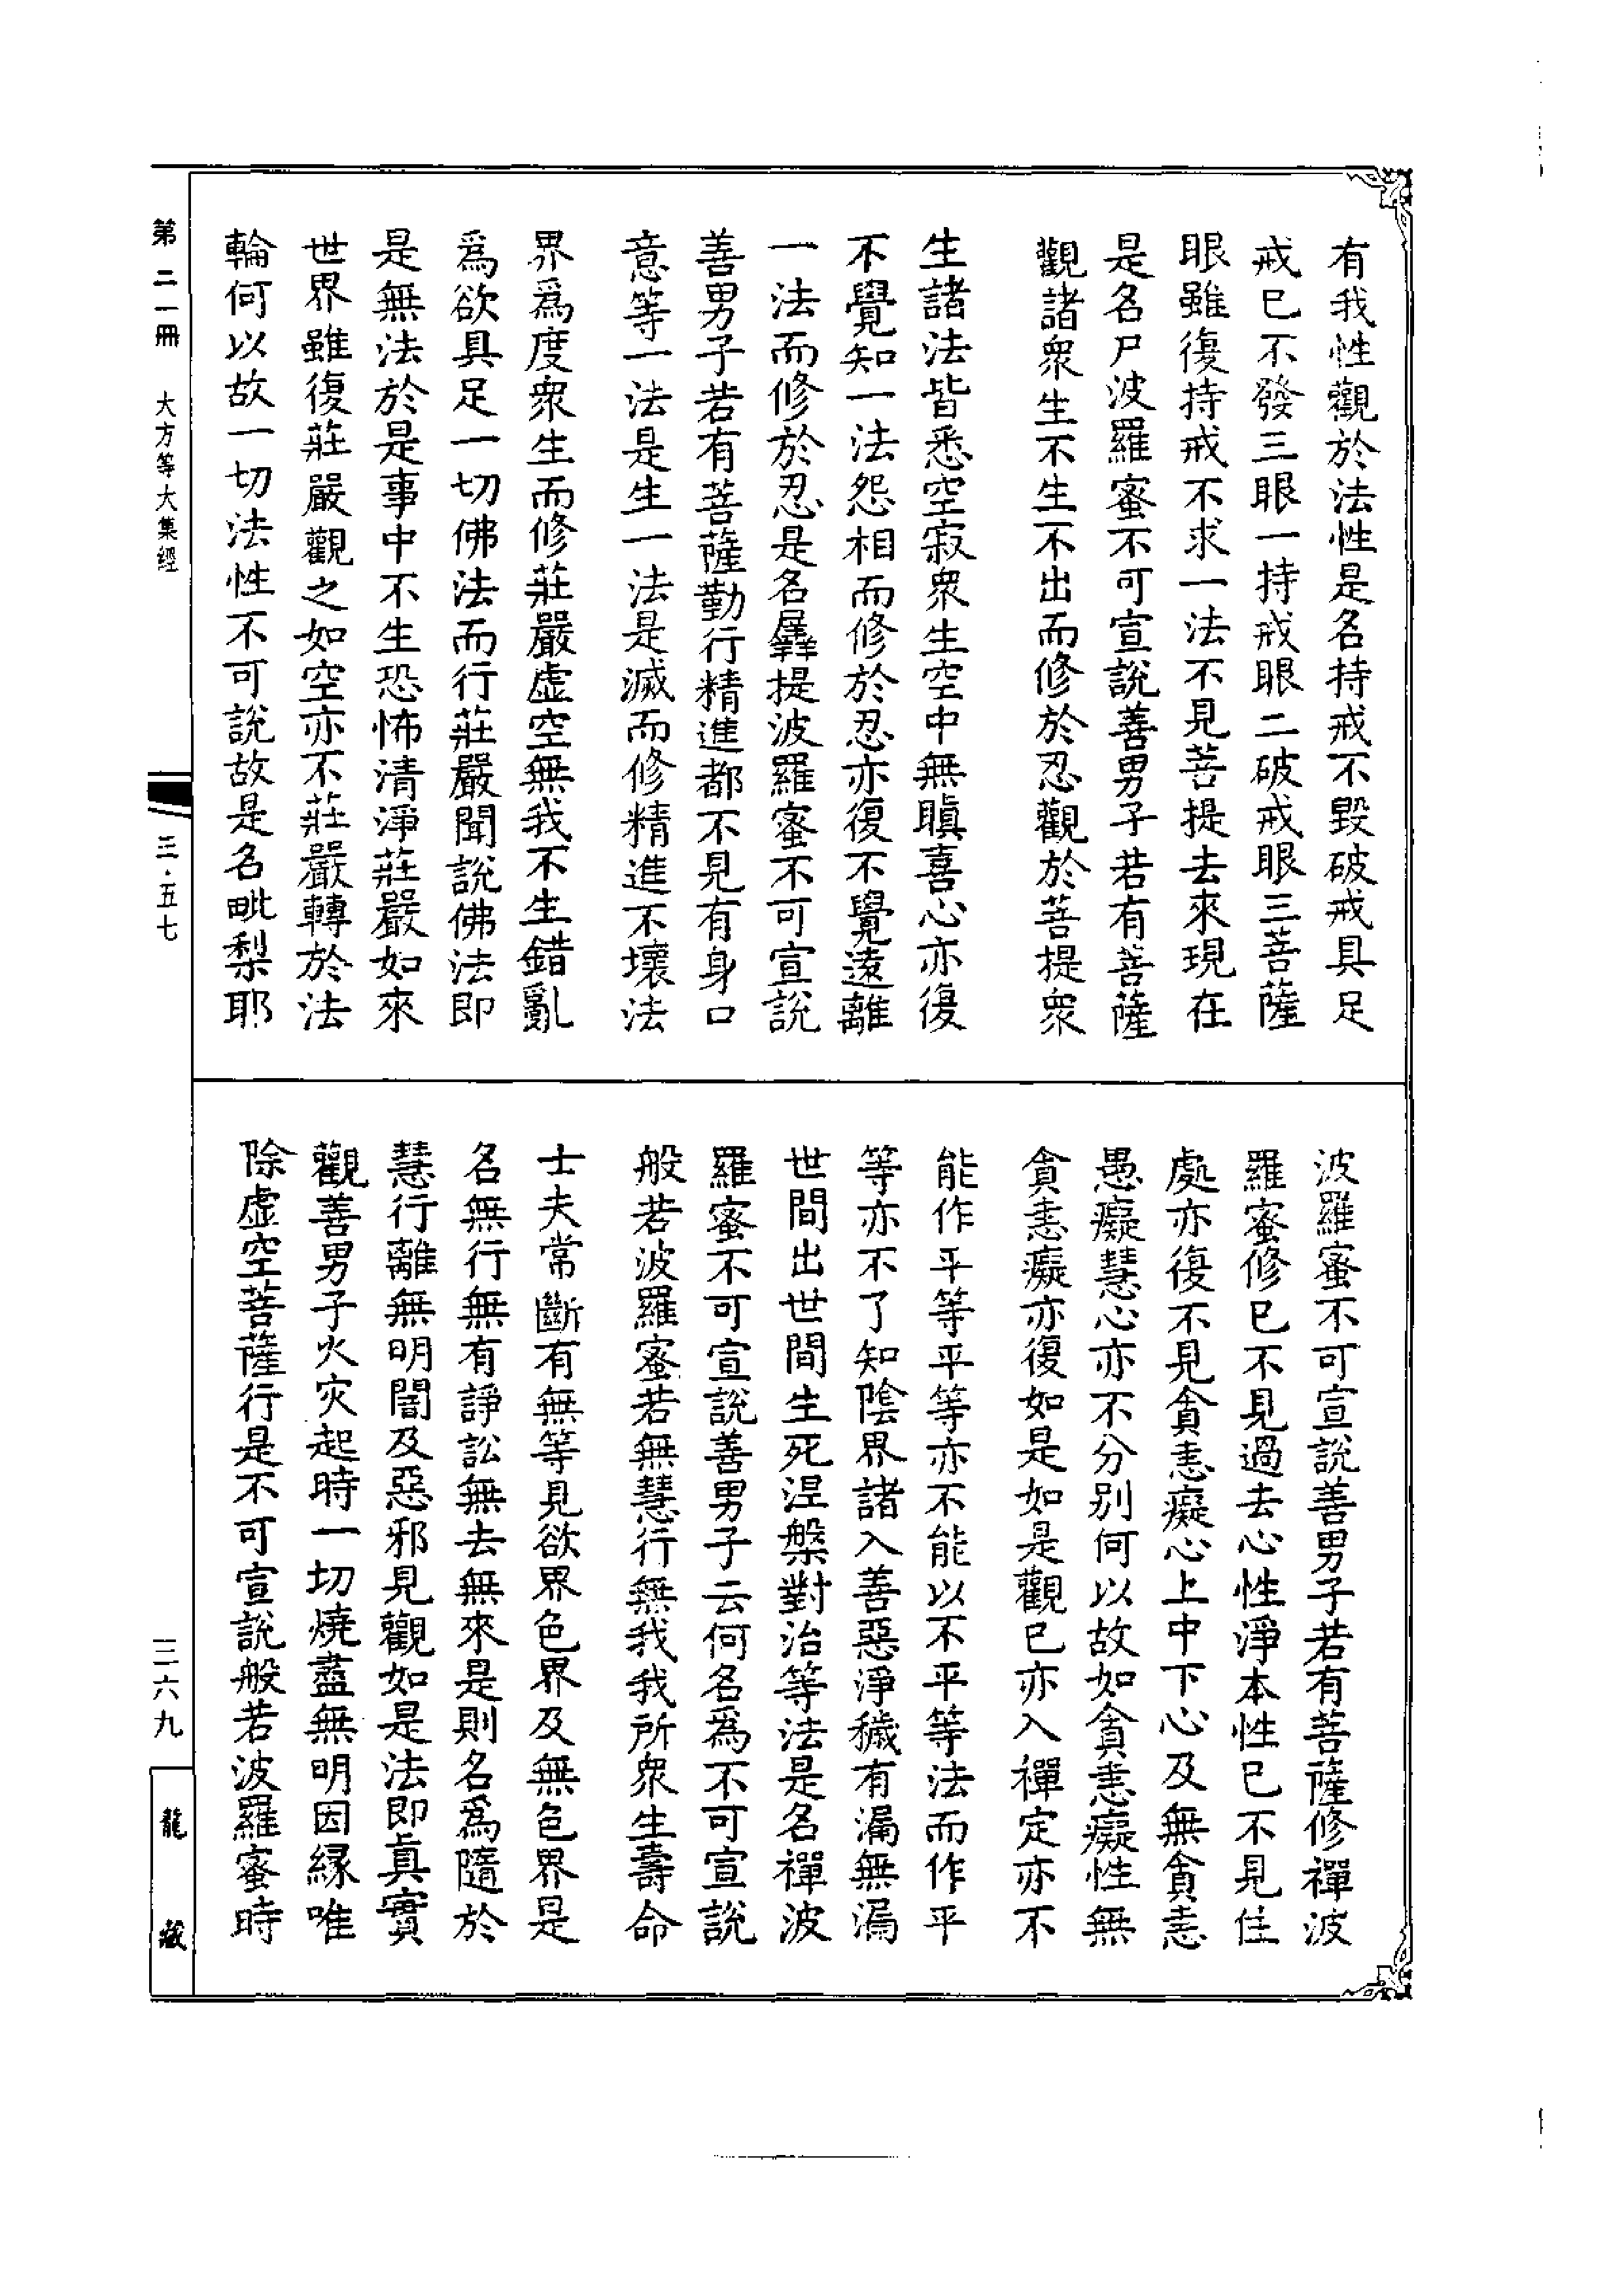 有我性觀於法性是名持戒不毀破戒具足
戒已不發三眼一持戒眼二破戒眼三菩薩
眼雖復持戒不求一法不見菩提去來現在
是名尸波羅蜜不可宣說善男子若有菩薩
觀諸衆生不生不出而修於忍觀於菩提衆
生諸法皆悉空寂衆生空中無瞋喜心亦復
不覺知一法怨相而修於忍亦復不覺遠離
一法而修於忍是名羼提波羅蜜不可宣說
善男子若有菩薩勤行精進都不見有身口
意等一法是生一法是滅而修精進不壞法
界爲度衆生而修莊嚴虛空無我不生錯亂
爲欲具足一切佛法而行莊嚴聞說佛法即
是無法於是事中不生恐怖清淨莊嚴如來
世界雖復莊嚴觀之如空亦不莊嚴轉於法
輪何以故一切法性不可說故是名毗梨耶
波羅蜜不可宣說善男子若有菩薩修禪波
羅蜜修已不見過去心性淨本性已不見住
處亦復不見貪恚癡心上中下心及無貪恚
愚癡慧心亦不分別何以故如貪恚癡性無
貪恚癡亦復如是如是觀已亦入禪定亦不
能作平等平等亦不能以不平等法而作平
等亦不了知陰界諸入善惡淨穢有漏無漏
世間出世間生死涅槃對治等法是名禪波
羅蜜不可宣說善男子云何名爲不可宣說
般若波羅蜜若無慧行無我我所衆生壽命
士夫常斷有無等見欲界色界及無色界是
名無行無有諍訟無去無來是則名爲隨於
慧行離無明闇及惡邪見觀如是法即眞實
觀善男子火灾起時一切燒盡無明因緣唯
除虛空菩薩行是不可宣說般若波羅蜜時
第二一冊 大方等大集經 三·五七 三六九 龍藏